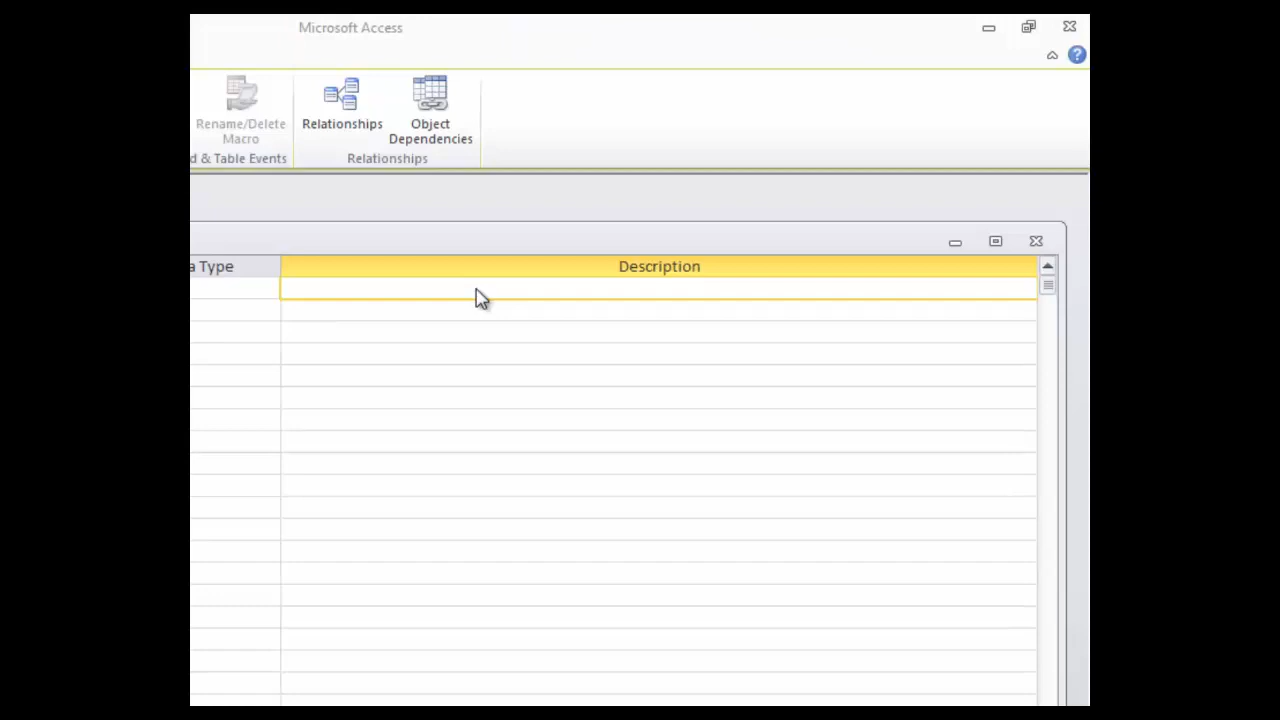 Microsoft Access
Rename/Delete
Macro
Relationships
Object
Dependencies
d & Table Events
Relationships
a Type
Description